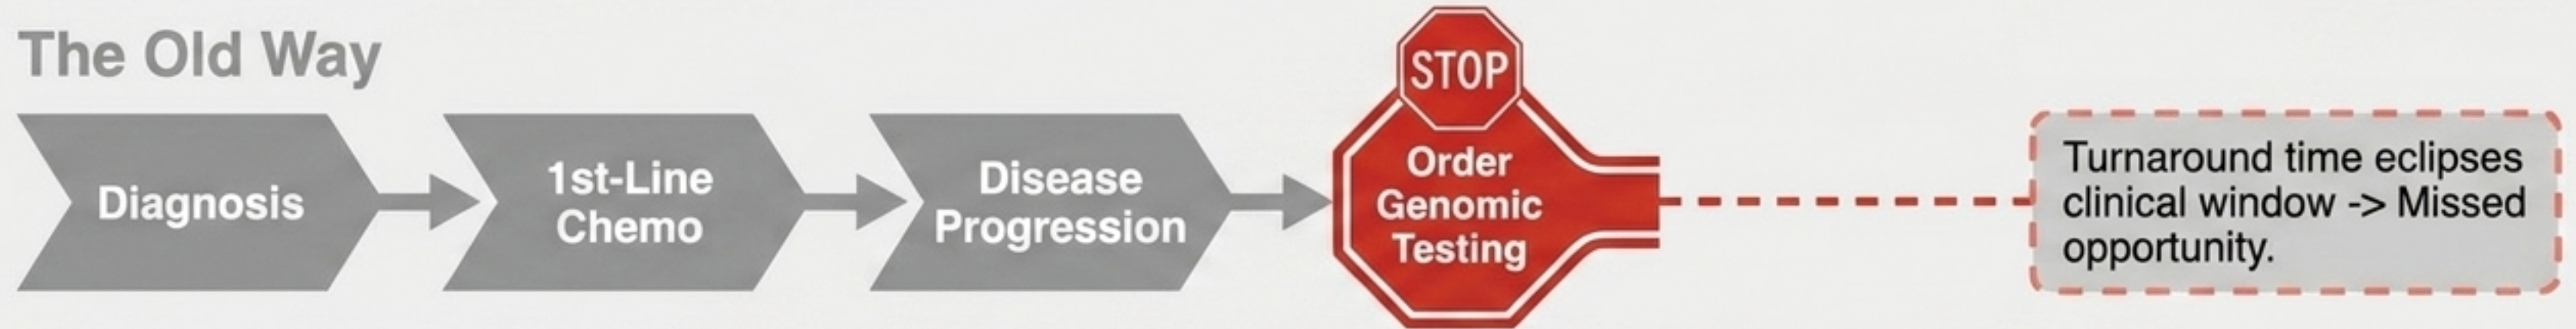 The Old Way
Diagnosis
1st-Line
Chemo
Disease
Progression
STOP
Order
Genomic
Testing
Turnaround time eclipses
clinical window -> Missed
opportunity.